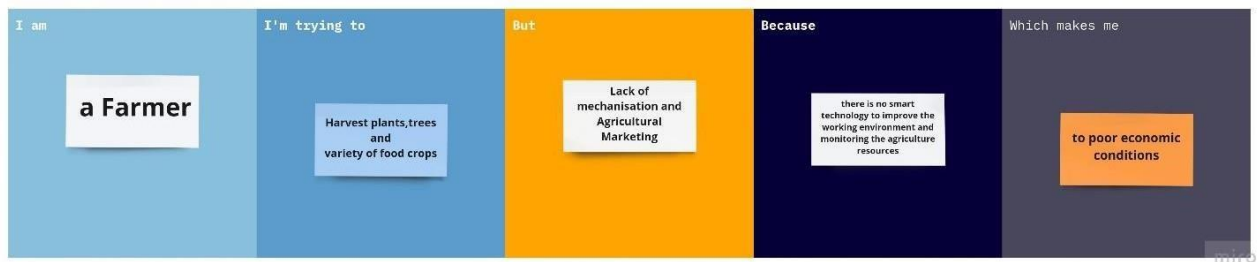 I am
a Farmer
I'm trying to
Harvest plants,trees
and
variety of food crops
But
Lack of
mechanisation and
Agricultural
Marketing
Because
there is no smart
technology to improve the
working environment and
monitoring the agriculture
resources
Which makes me
to poor economic
conditions
miro